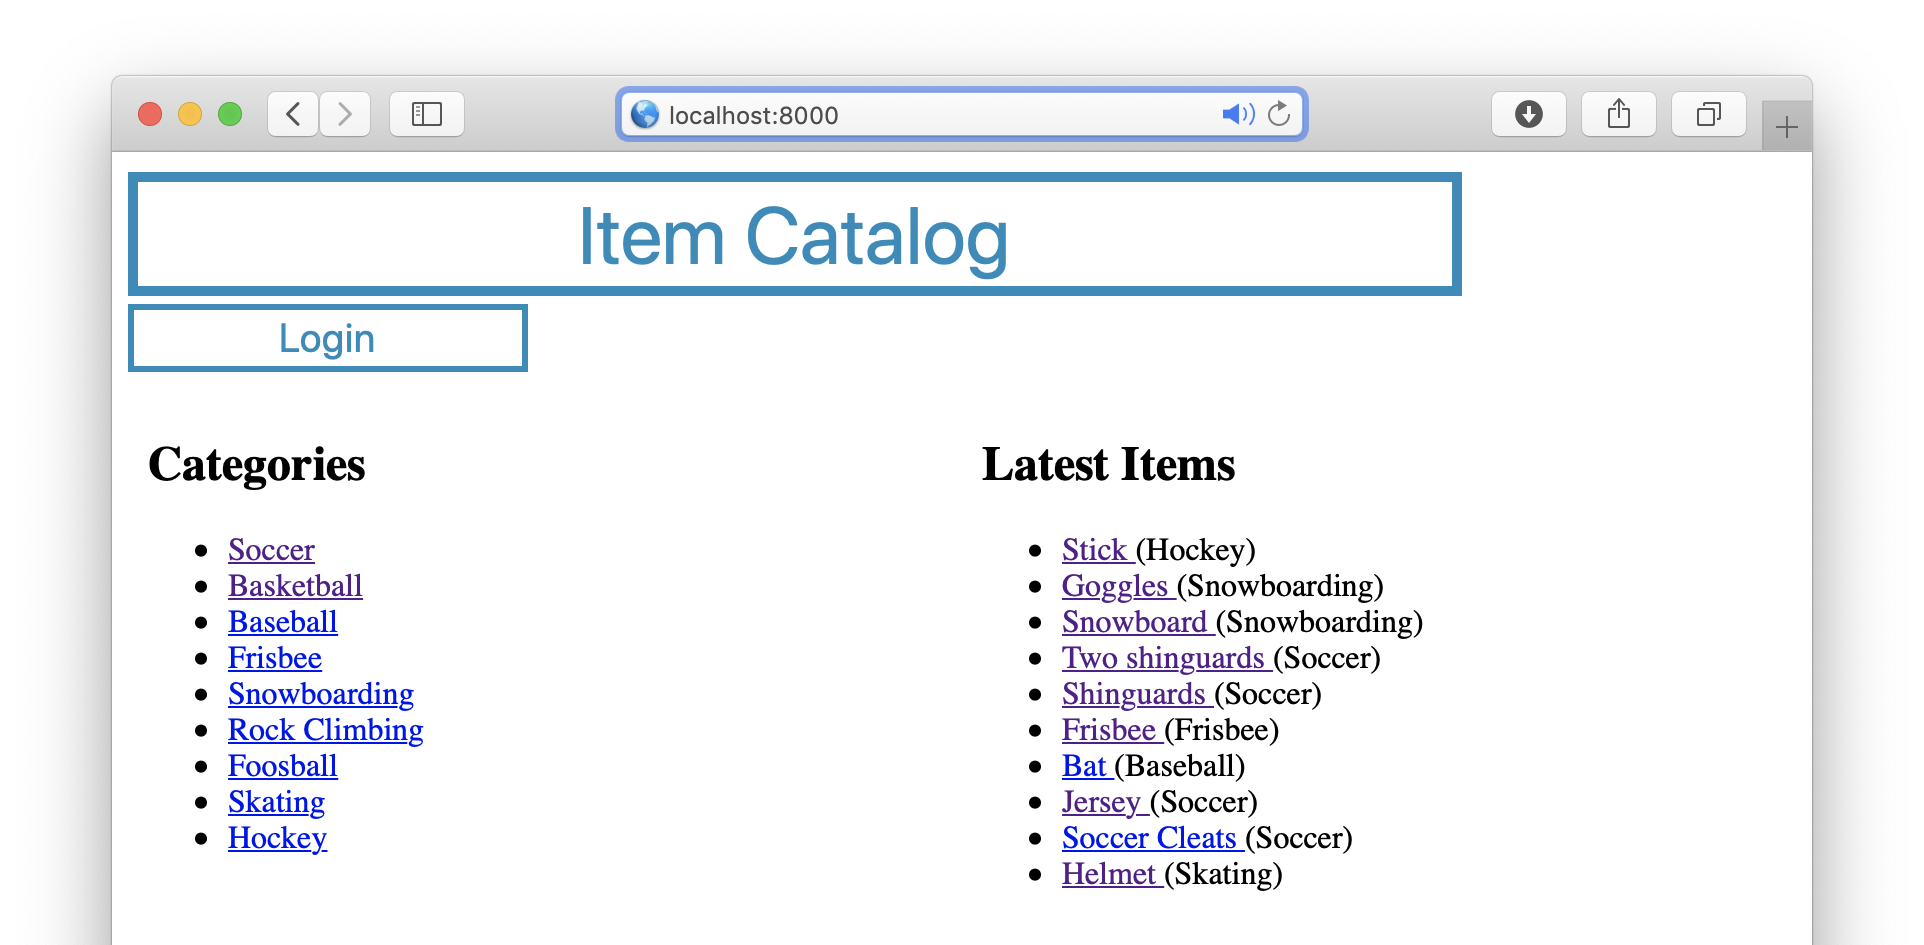 localhost:8000
Item Catalog
Login
Categories
Soccer
Basketball
Baseball
Frisbee
Snowboarding
Rock Climbing
Foosball
Skating
Hockey
Latest Items
Stick (Hockey)
Goggles (Snowboarding)
Snowboard (Snowboarding)
Two shinguards (Soccer)
Shinguards (Soccer)
Frisbee (Frisbee)
Bat (Baseball)
Jersey (Soccer)
Soccer Cleats (Soccer)
Helmet (Skating)